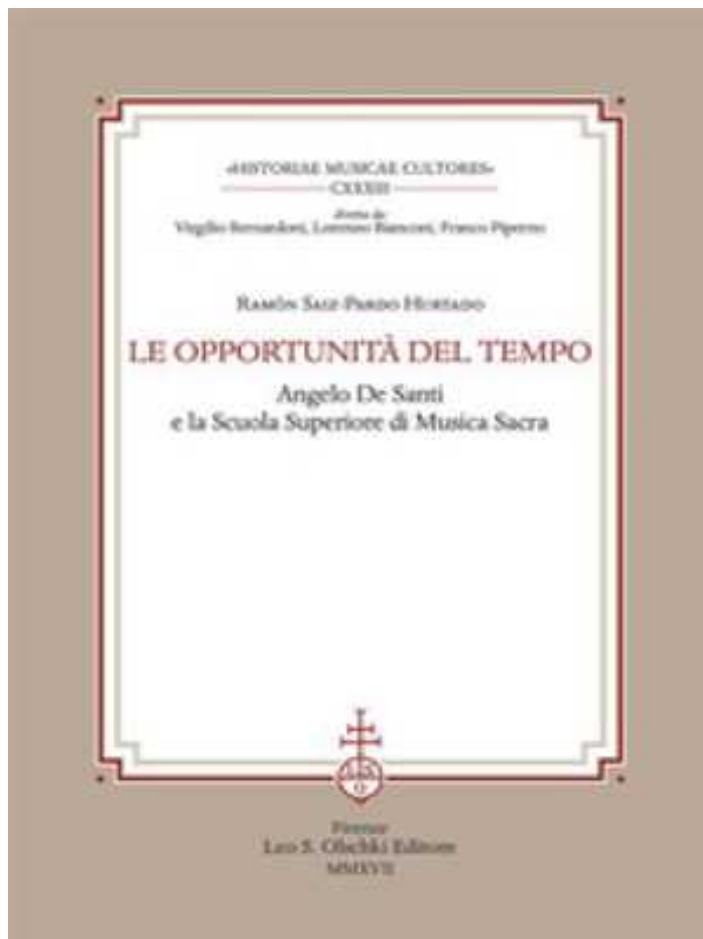 «HISTORIAE MUSICAE CULTORES»
CXXXIII
diretta da
Virgilio Bernardoni, Lorenzo Bianconi, Franco Piperno
RAMÓN SAIZ-PARDO HURTADO
LE OPPORTUNITÀ DEL TEMPO
Angelo De Santi
e la Scuola Superiore di Musica Sacra
L S
O
Firenze
Leo S. Olschki Editore
MMXVII